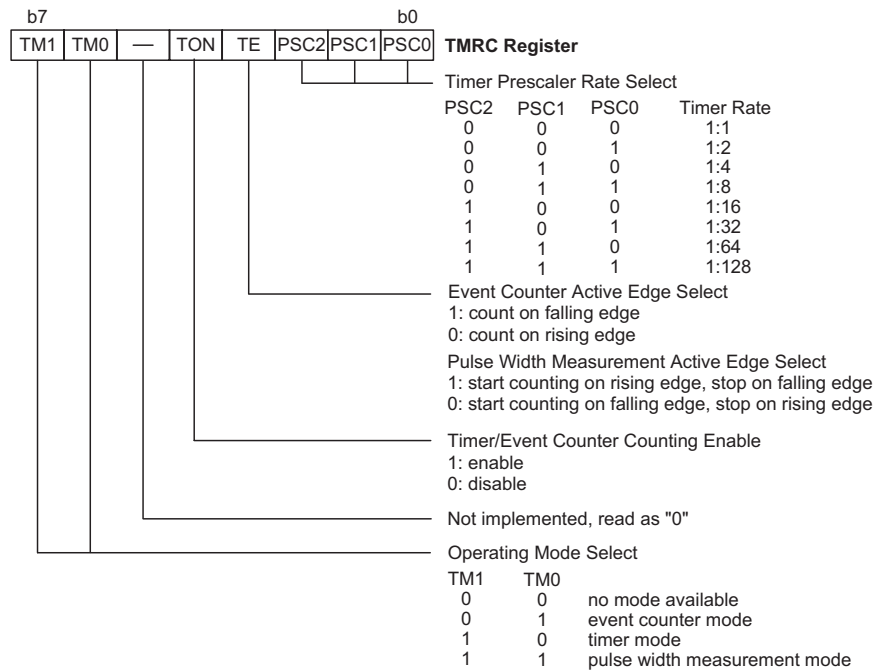 b7 b0
TM1 TM0 — TON TE PSC2 PSC1 PSC0 TMRC Register
Timer Prescaler Rate Select
PSC2 PSC1 PSC0 Timer Rate
0 0 0 1:1
0 0 1 1:2
0 1 0 1:4
0 1 1 1:8
1 0 0 1:16
1 0 1 1:32
1 1 0 1:64
1 1 1 1:128
Event Counter Active Edge Select
1: count on falling edge
0: count on rising edge
Pulse Width Measurement Active Edge Select
1: start counting on rising edge, stop on falling edge
0: start counting on falling edge, stop on rising edge
Timer/Event Counter Counting Enable
1: enable
0: disable
Not implemented, read as "0"
Operating Mode Select
TM1 TM0
0 0 no mode available
0 1 event counter mode
1 0 timer mode
1 1 pulse width measurement mode